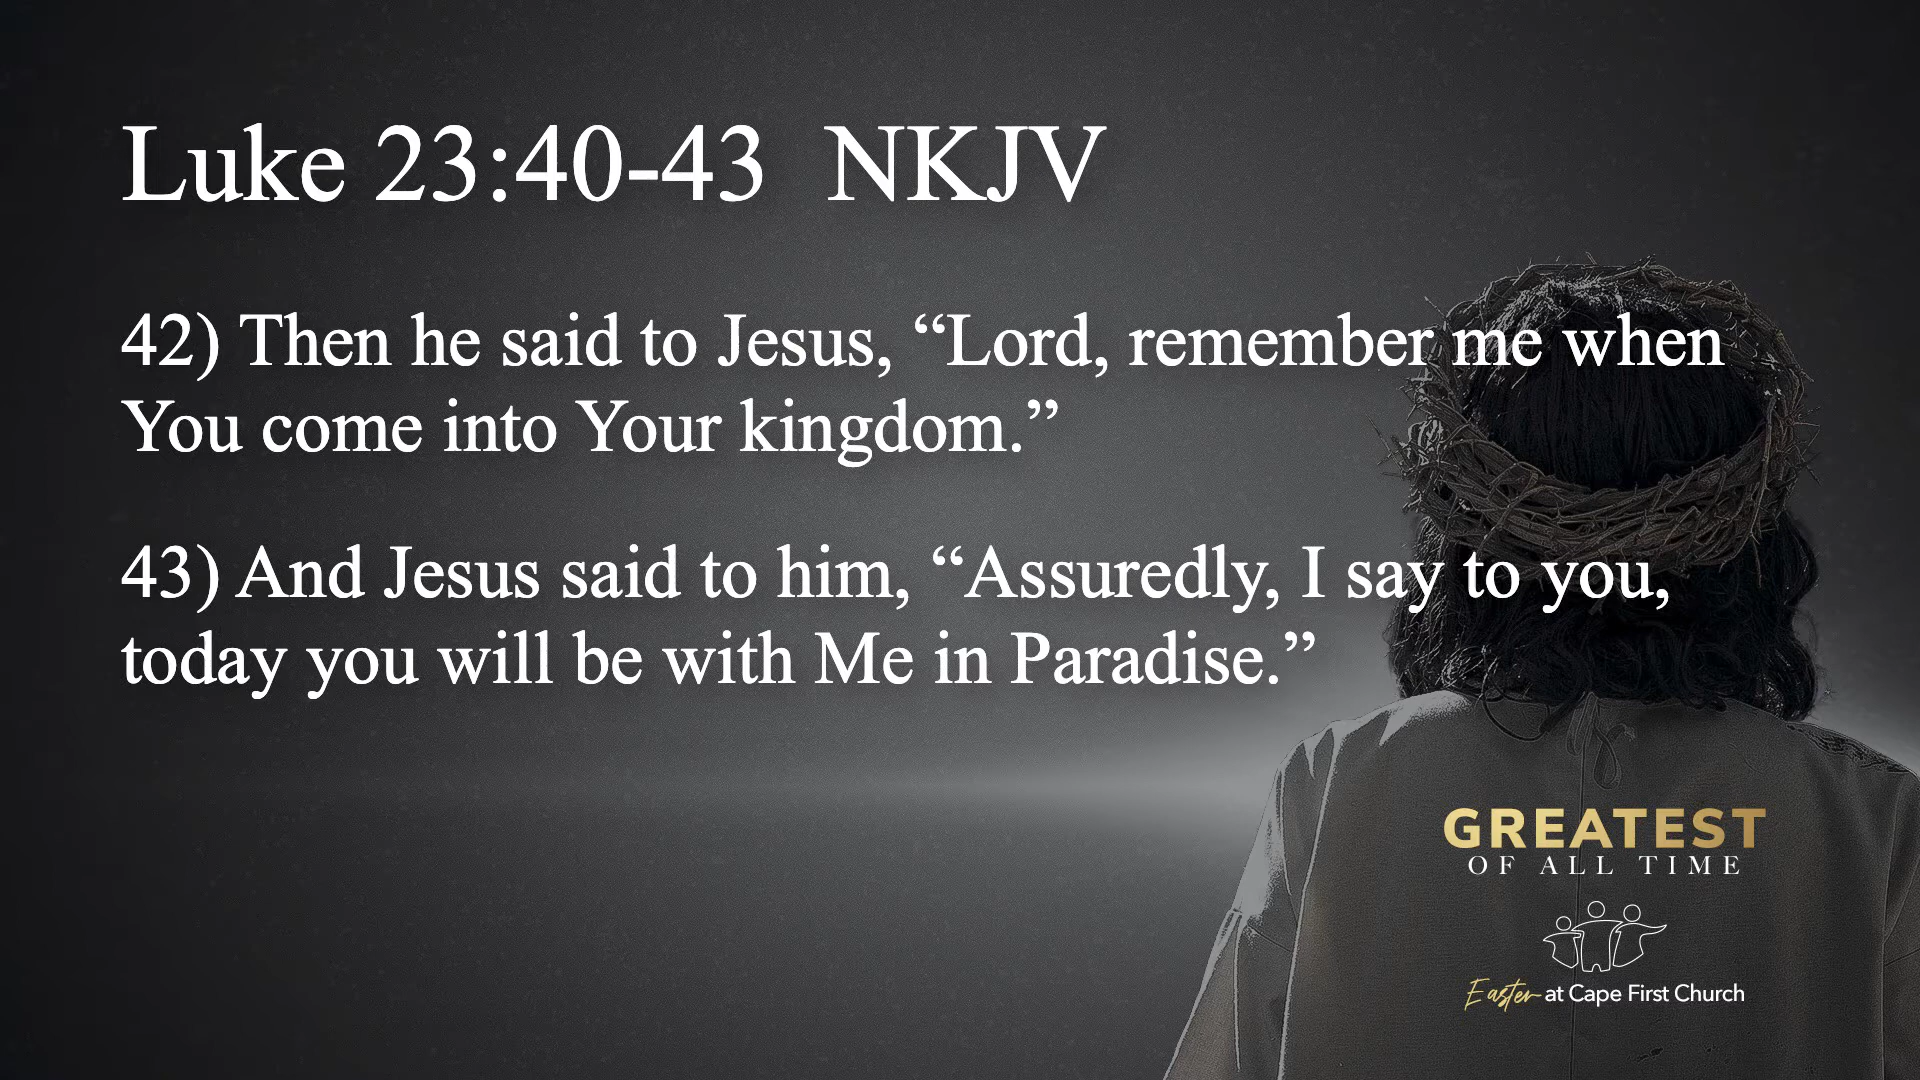 Luke 23:40-43  NKJV
42) Then he said to Jesus, “Lord, remember me when
You come into Your kingdom.”
43) And Jesus said to him, “Assuredly, I say to you,
today you will be with Me in Paradise.”
GREATEST
OF ALL TIME
Easter at Cape First Church